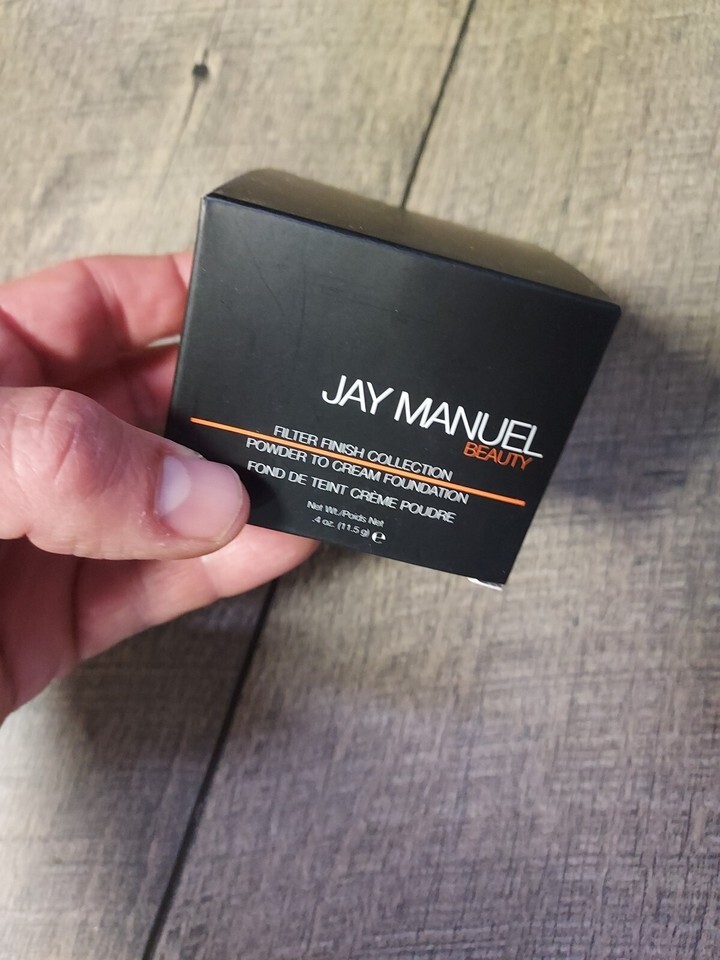 JAY MANUEL
BEAUTY
FILTER FINISH COLLECTION
POWDER TO CREAM FOUNDATION
FOND DE TEINT CRÈME POUDRE
Net Wt./Poids Net
.4 oz. (11.5 g) e